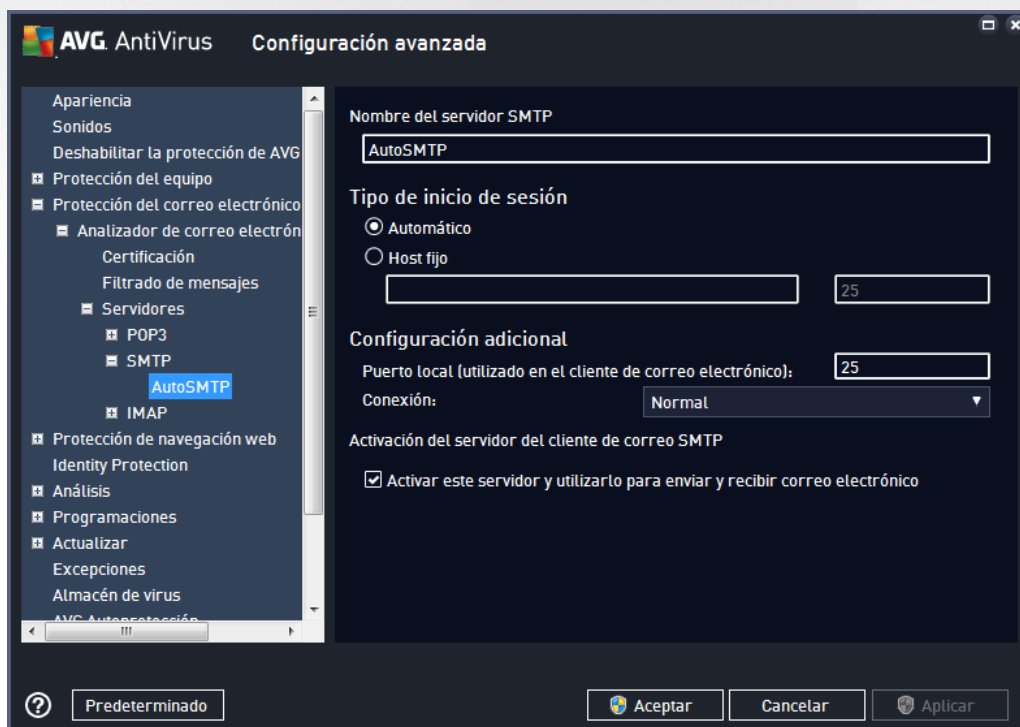 AVG. AntiVirus Configuración avanzada
Apariencia
Sonidos
Deshabilitar la protección de AVG
Protección del equipo
Protección del correo electrónico
Analizador de correo electrón
Certificación
Filtrado de mensajes
Servidores
POP3
SMTP
AutoSMTP
IMAP
Protección de navegación web
Identity Protection
Análisis
Programaciones
Actualizar
Excepciones
Almacén de virus
AVG Autoprotección
Nombre del servidor SMTP
AutoSMTP
Tipo de inicio de sesión
Automático
Host fijo
25
Configuración adicional
Puerto local (utilizado en el cliente de correo electrónico): 25
Conexión: Normal
Activación del servidor del cliente de correo SMTP
Activar este servidor y utilizarlo para enviar y recibir correo electrónico
Predeterminado
Aceptar
Cancelar
Aplicar